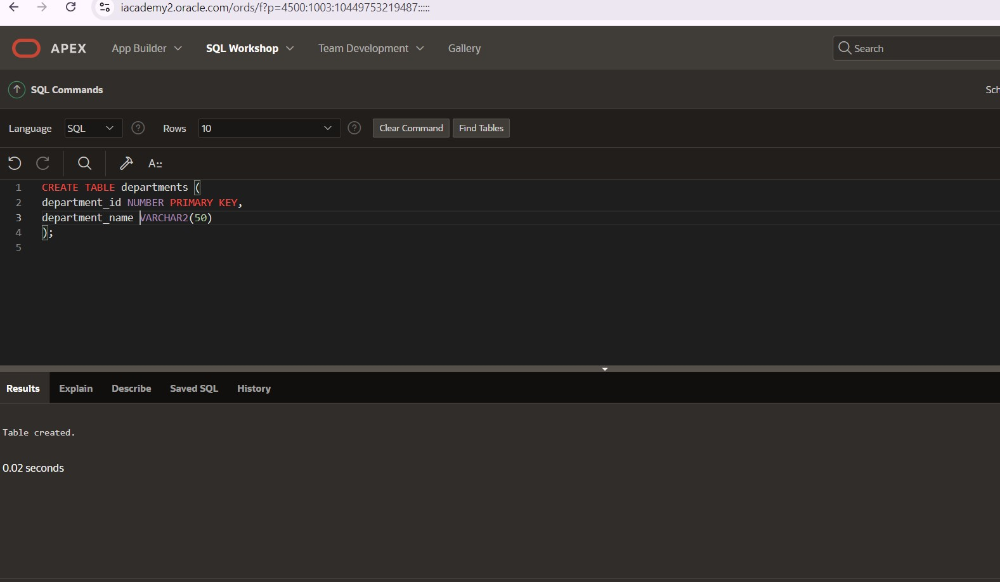 iacademy2.oracle.com/ords/f?p=4500:1003:10449753219487:::::
APEX App Builder SQL Workshop Team Development Gallery Search
SQL Commands Sch
Language SQL ? Rows 10 ? Clear Command Find Tables
A::
1 CREATE TABLE departments (
2 department_id NUMBER PRIMARY KEY,
3 department_name VARCHAR2(50)
4 );
5
Results Explain Describe Saved SQL History
Table created.
0.02 seconds